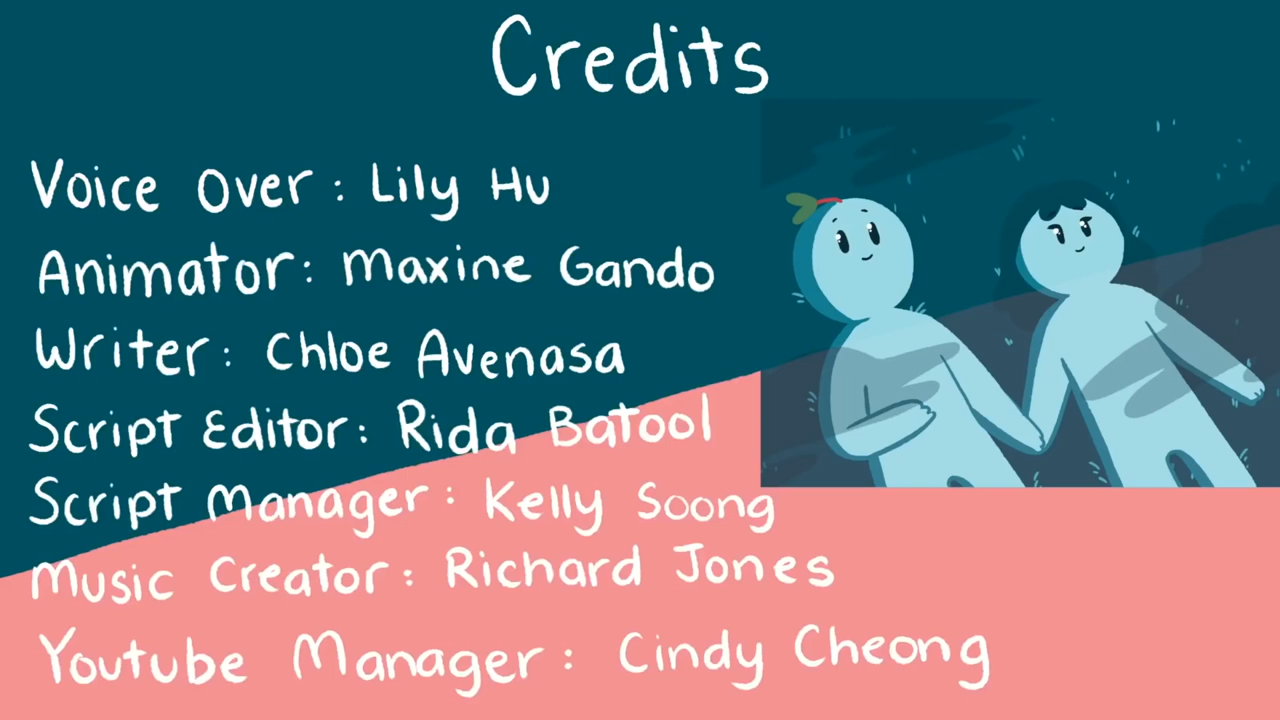 Credits
Voice Over: Lily Hu
Animator: Maxine Gando
Writer: Chloe Avenasa
Script Editor: Rida Batool
Script Manager: Kelly Soong
Music Creator: Richard Jones
Youtube Manager: Cindy Cheong